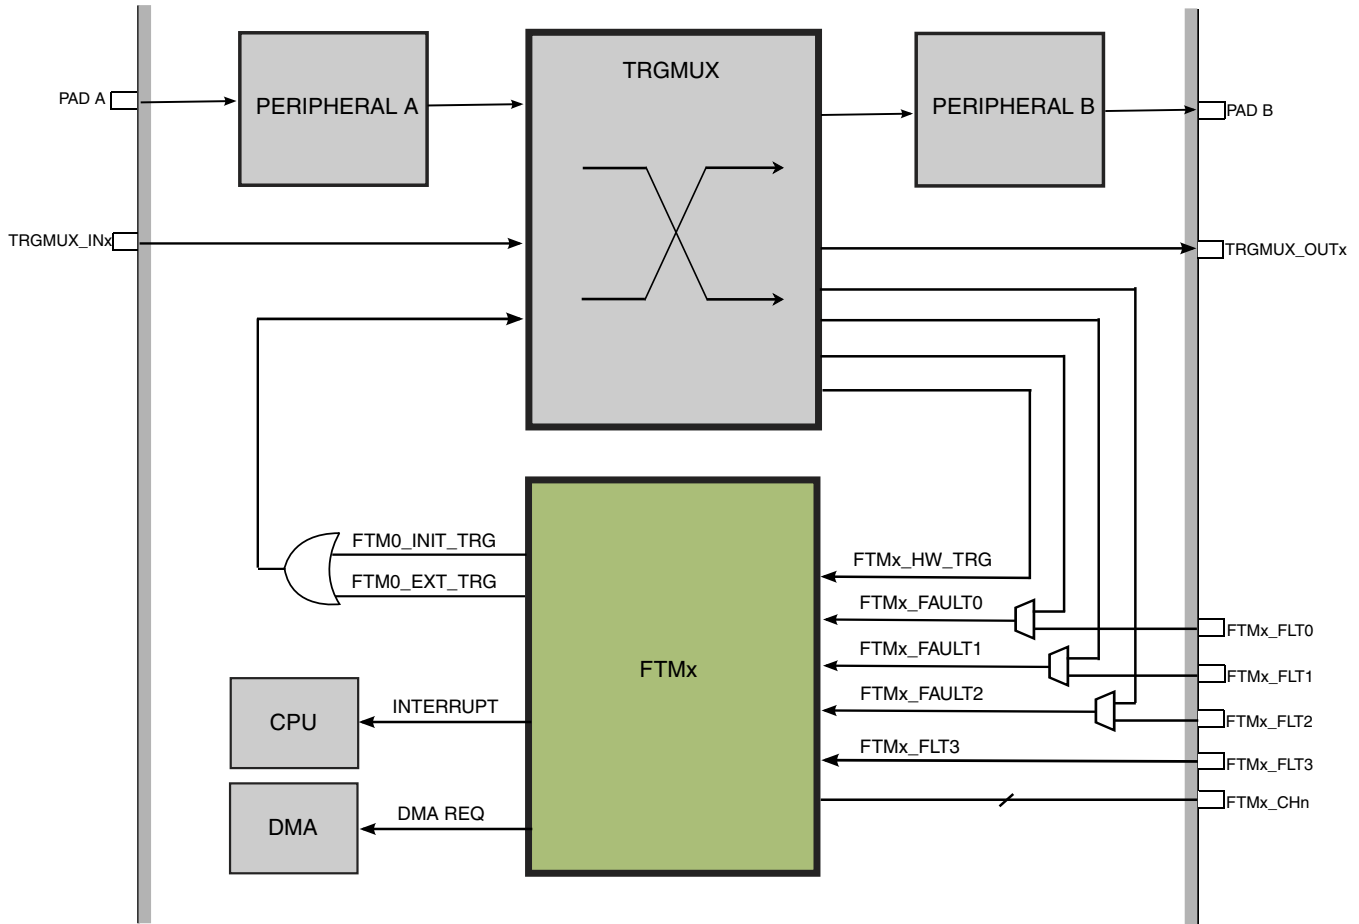 TRGMUX
PAD A
PERIPHERAL A
PERIPHERAL B
PAD B
TRGMUX_INx
TRGMUX_OUTx
FTM0_INIT_TRG
FTM0_EXT_TRG
FTMx_HW_TRG
FTMx_FAULT0
FTMx_FLT0
FTMx_FAULT1
FTMx_FLT1
FTMx
FTMx_FAULT2
FTMx_FLT2
CPU
INTERRUPT
FTMx_FLT3
FTMx_FLT3
FTMx_CHn
DMA
DMA REQ